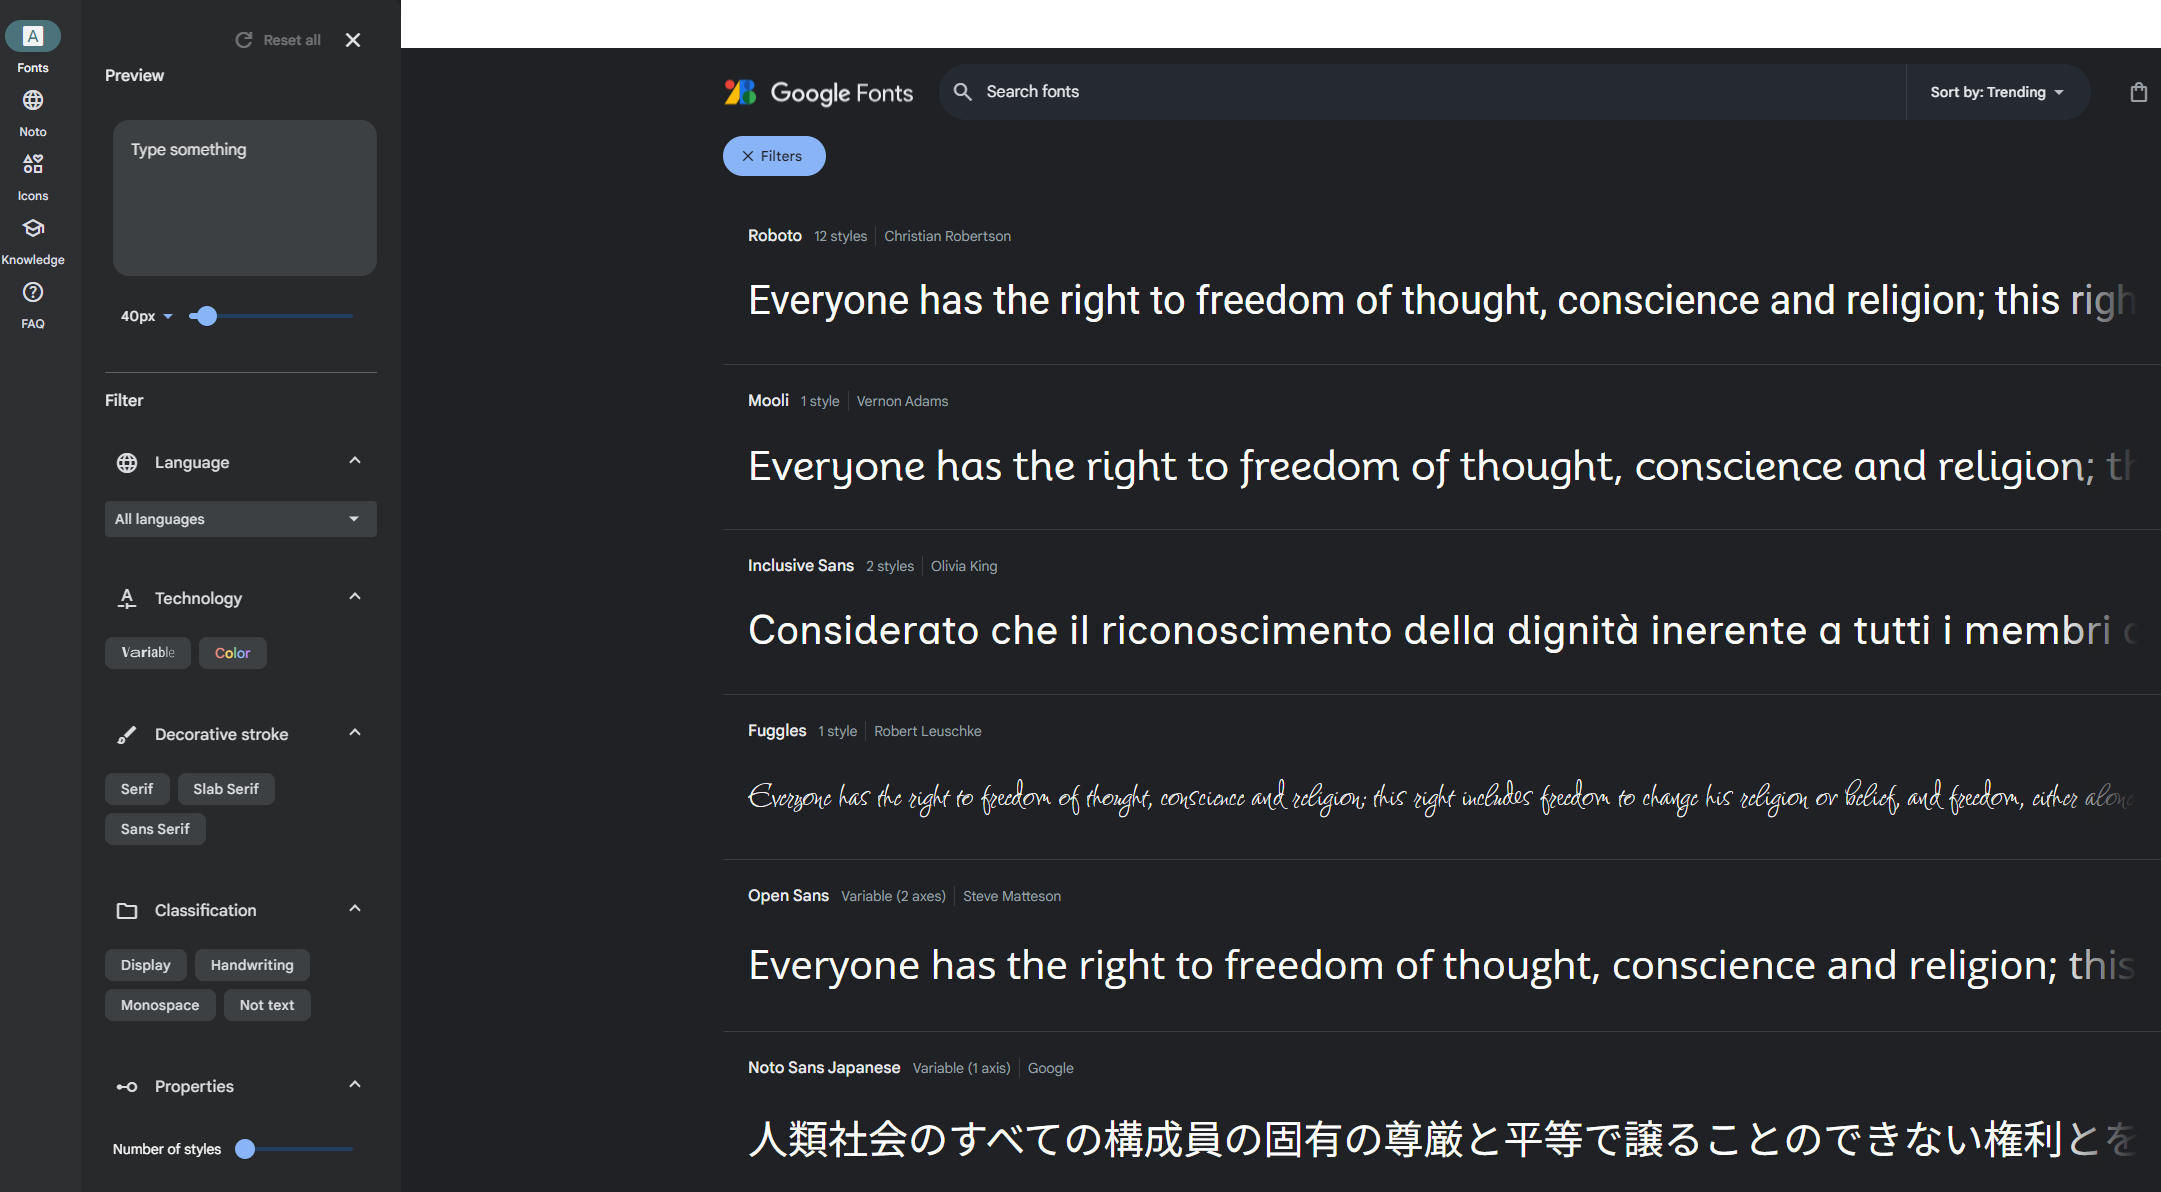 Fonts
Noto
Icons
Knowledge
FAQ
Reset all
Preview
Type something
40px
Filter
Language
All languages
Technology
Variable Color
Decorative stroke
Serif Slab Serif
Sans Serif
Classification
Display Handwriting
Monospace Not text
Properties
Number of styles
Google Fonts Search fonts Sort by: Trending
Filters
Roboto 12 styles Christian Robertson
Everyone has the right to freedom of thought, conscience and religion; this righ
Mooli 1 style Vernon Adams
Everyone has the right to freedom of thought, conscience and religion; th
Inclusive Sans 2 styles Olivia King
Considerato che il riconoscimento della dignità inerente a tutti i membri
Fuggles 1 style Robert Leuschke
Everyone has the right to freedom of thought, conscience and religion; this right includes freedom to change his religion or belief, and freedom, either alone
Open Sans Variable (2 axes) Steve Matteson
Everyone has the right to freedom of thought, conscience and religion; this
Noto Sans Japanese Variable (1 axis) Google
人類社会のすべての構成員の固有の尊厳と平等で譲ることのできない権利とを